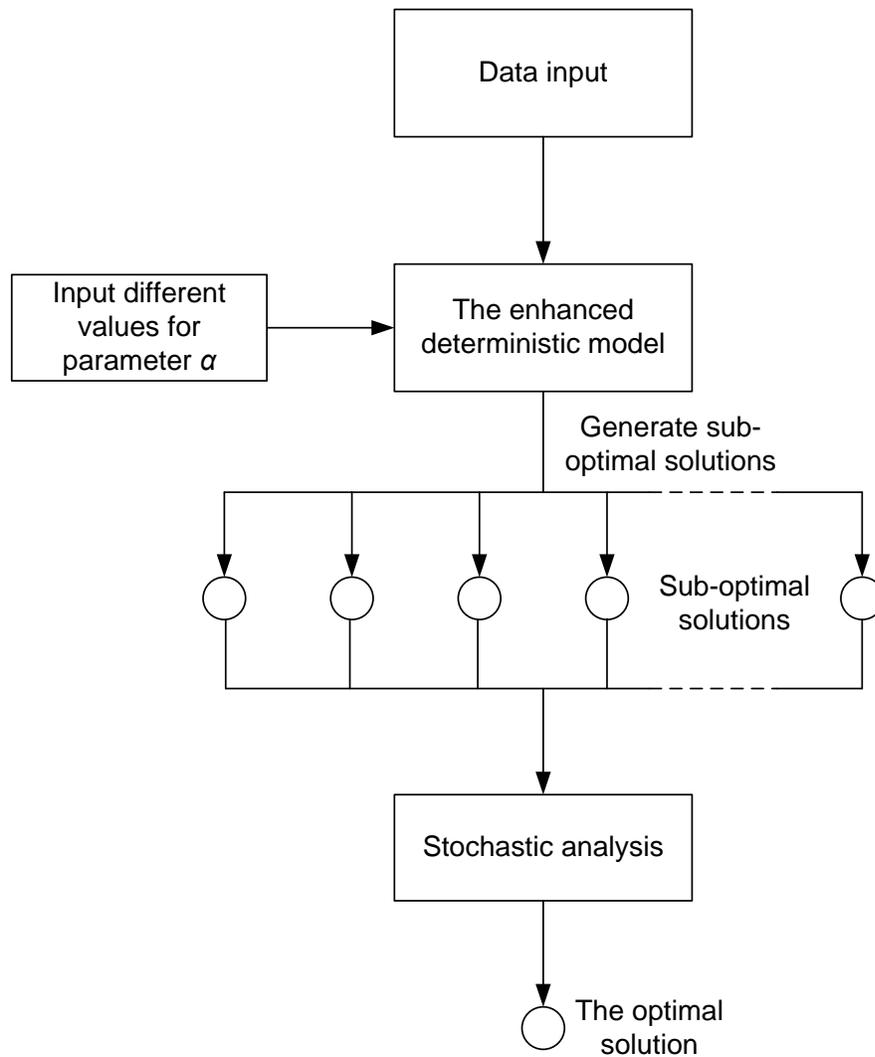 Data input
Input different
values for
parameter α
The enhanced
deterministic model
Generate sub-
optimal solutions
Sub-optimal
solutions
Stochastic analysis
The optimal
solution